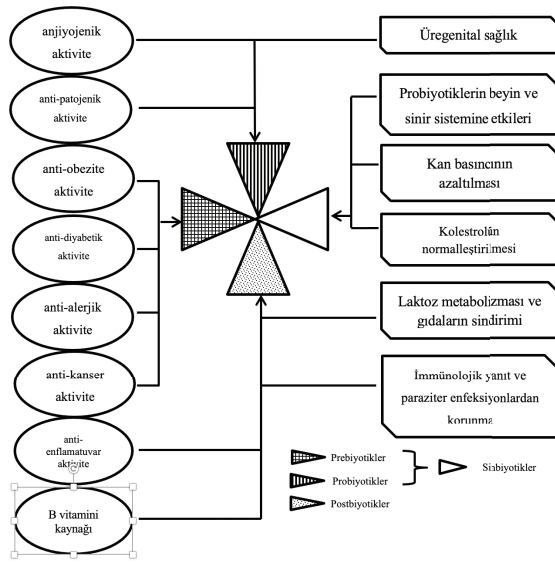 anjiyojenik
aktivite
anti-patojenik
aktivite
anti-obezite
aktivite
anti-diyabetik
aktivite
anti-alerjik
aktivite
anti-kanser
aktivite
anti-
enflamatuvar
aktivite
B vitamini
kaynağı
Üregenital sağlık
Probiyotiklerin beyin ve
sinir sistemine etkileri
Kan basıncının
azaltılması
Kolestrolün
normalleştirilmesi
Laktoz metabolizması ve
gıdaların sindirimi
İmmünolojik yanıt ve
paraziter enfeksiyonlardan
korunma
Prebiyotikler
Probiyotikler
Postbiyotikler
Sinbiyotikler